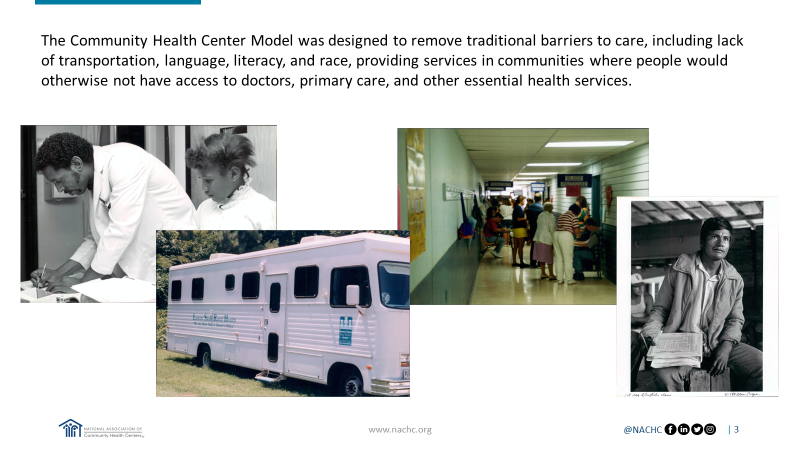 The Community Health Center Model was designed to remove traditional barriers to care, including lack
of transportation, language, literacy, and race, providing services in communities where people would
otherwise not have access to doctors, primary care, and other essential health services.
NATIONAL ASSOCIATION OF
Community Health Centers
www.nachc.org
@NACHC
| 3